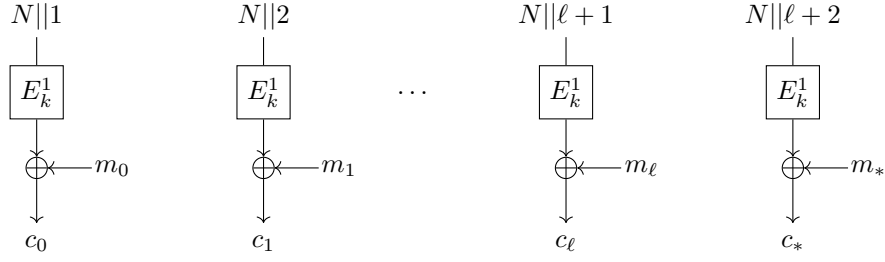 N||1 N||2 N||ℓ + 1 N||ℓ + 2
E_k^1 E_k^1 ⋯ E_k^1 E_k^1
m_0 m_1 m_ℓ m_*
c_0 c_1 c_ℓ c_*